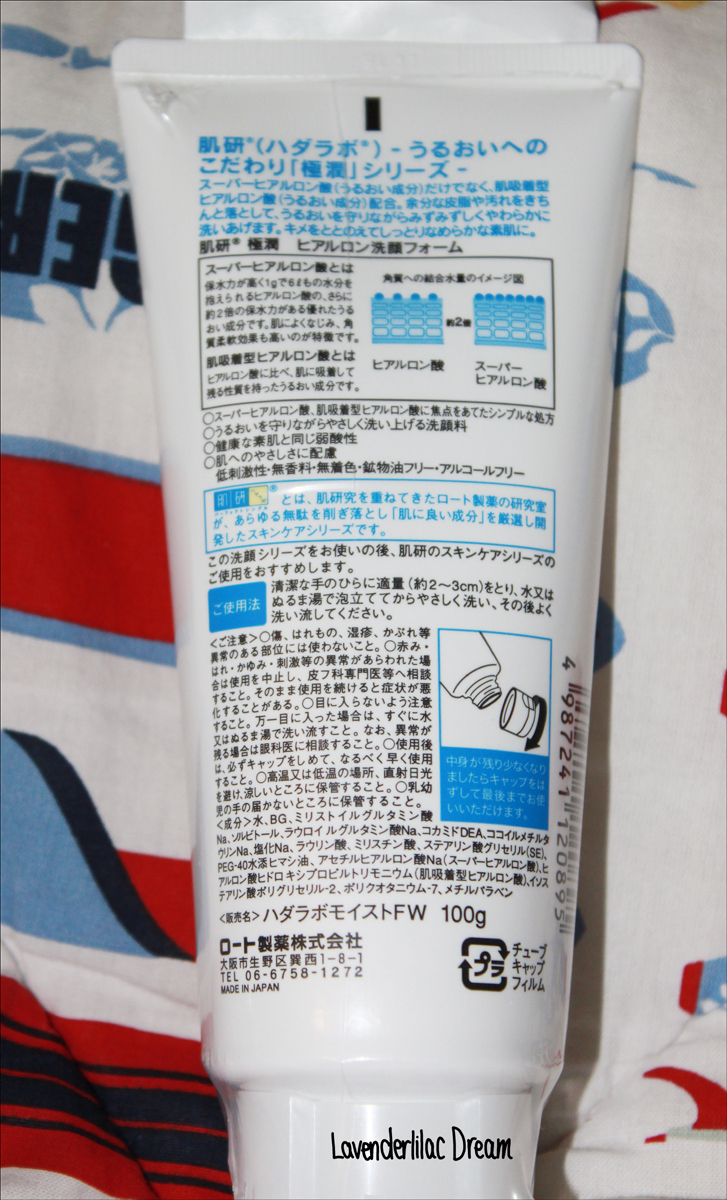 肌研®(ハダラボ®) - うるおいへの
こだわり「極潤」シリーズ -
スーパーヒアルロン酸(うるおい成分)だけでなく、肌吸着型
ヒアルロン酸(うるおい成分)配合。余分な皮脂や汚れをきち
んと落として、うるおいを守りながらみずみずしくやわらかに
洗いあげます。キメをととのえてしっとりなめらかな素肌に。
肌研® 極潤 ヒアルロン洗顔フォーム
スーパーヒアルロン酸とは
保水力が高く1gで6ℓもの水分を
抱えられるヒアルロン酸の、さらに
約2倍の保水力がある優れたうる
おい成分です。肌によくなじみ、角
質柔軟効果も高いのが特徴です。
肌吸着型ヒアルロン酸とは
ヒアルロン酸に比べ、肌に吸着して
残る性質を持ったうるおい成分です。
角質への結合水量のイメージ図
約2倍
ヒアルロン酸
スーパー
ヒアルロン酸
○スーパーヒアルロン酸、肌吸着型ヒアルロン酸に焦点をあてたシンプルな処方
○うるおいを守りながらやさしく洗い上げる洗顔料
○健康な素肌と同じ弱酸性
○肌へのやさしさに配慮
低刺激性・無香料・無着色・鉱物油フリー・アルコールフリー
肌研® とは、肌研究を重ねてきたロート製薬の研究室
が、あらゆる無駄を削ぎ落とし「肌に良い成分」を厳選し開
発したスキンケアシリーズです。
この洗顔シリーズをお使いの後、肌研のスキンケアシリーズの
ご使用をおすすめします。
ご使用法
清潔な手のひらに適量(約2〜3cm)をとり、水又は
ぬるま湯で泡立ててからやさしく洗い、その後よく
洗い流してください。
<ご注意>○傷、はれもの、湿疹、かぶれ等
異常のある部位には使わないこと。○赤み・
はれ・かゆみ・刺激等の異常があらわれた場
合は使用を中止し、皮フ科専門医等へ相談
すること。そのまま使用を続けると症状が悪
化することがある。○目に入らないよう注意
すること。万一目に入った場合は、すぐに水
又はぬるま湯で洗い流すこと。なお、異常が
残る場合は眼科医に相談すること。○使用後
は、必ずキャップをしめて、なるべく早く使用
すること。○高温又は低温の場所、直射日光
を避け、涼しいところに保管すること。○乳幼
児の手の届かないところに保管すること。
中身が残り少なくなり
ましたらキャップをは
ずして最後までお使
いいただけます。
<成分>水、BG、ミリストイルグルタミン酸
Na、ソルビトール、ラウロイルグルタミン酸Na、コカミドDEA、ココイルメチルタ
ウリンNa、塩化Na、ラウリン酸、ミリスチン酸、ステアリン酸グリセリル(SE)、
PEG-40水添ヒマシ油、アセチルヒアルロン酸Na(スーパーヒアルロン酸)、ヒ
アルロン酸ヒドロキシプロピルトリモニウム(肌吸着型ヒアルロン酸)、イソス
テアリン酸ポリグリセリル-2、ポリクオタニウム-7、メチルパラベン
<販売名>ハダラボモイストFW 100g
ロート製薬株式会社
大阪市生野区巽西1-8-1
TEL 06-6758-1272
MADE IN JAPAN
プラ
チューブ
キャップ
フィルム
4 987241 120895
Lavenderlilac Dream